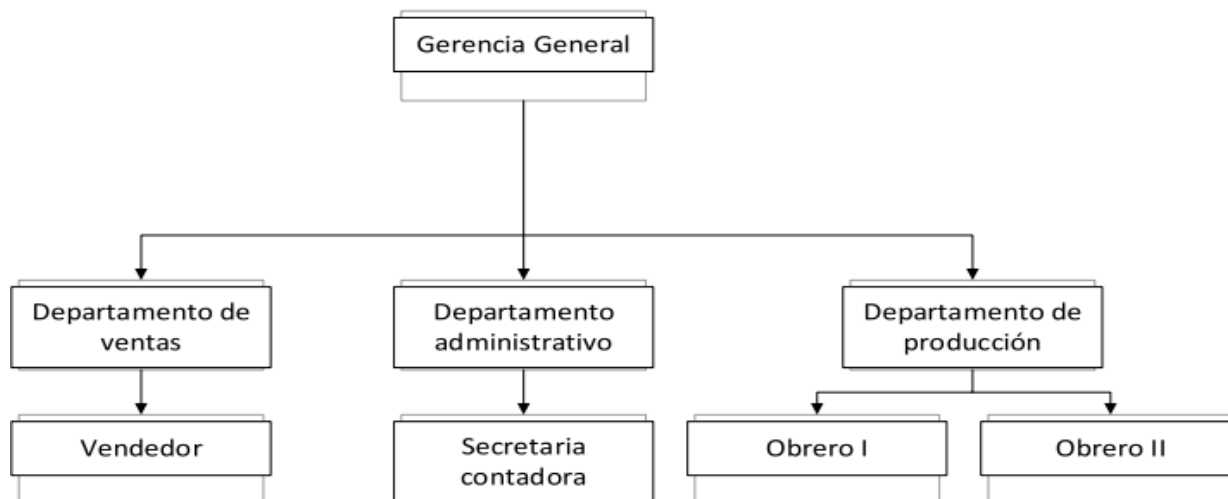 Gerencia General
Departamento de
ventas
Departamento
administrativo
Departamento de
producción
Vendedor
Secretaria
contadora
Obrero I
Obrero II